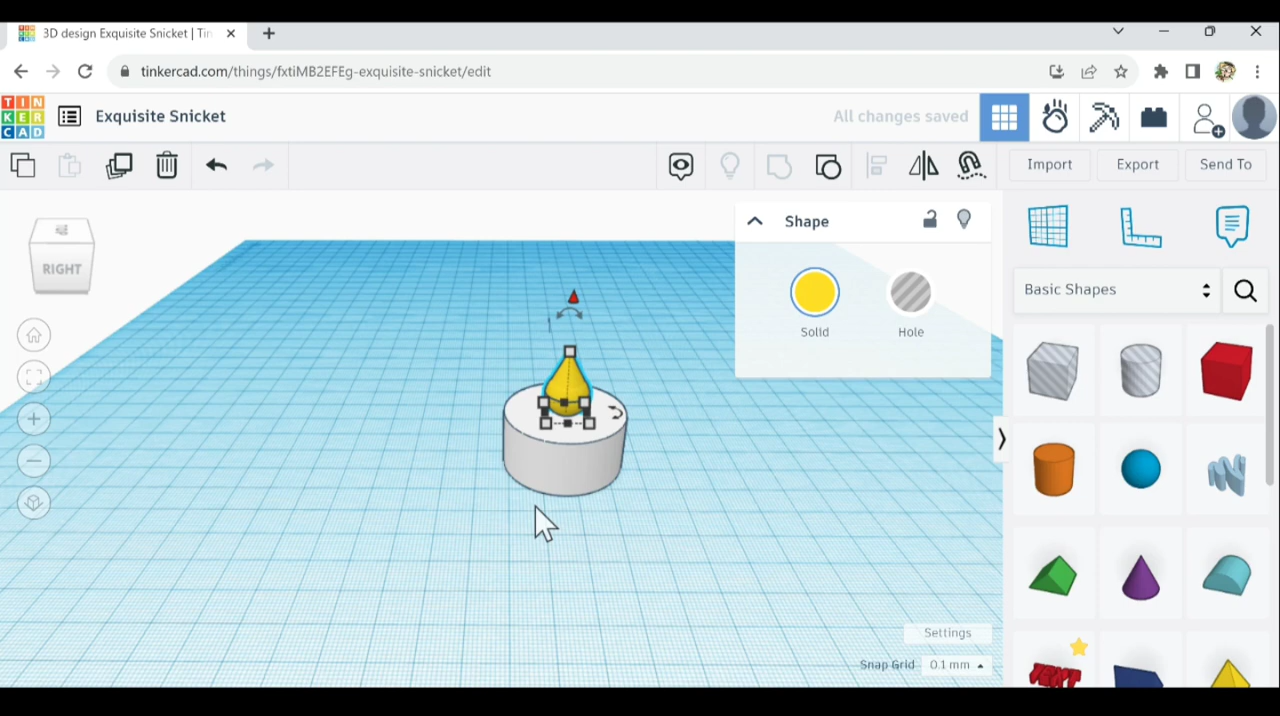 3D design Exquisite Snicket | Tin
tinkercad.com/things/fxtiMB2EFEg-exquisite-snicket/edit
TIN
KER
CAD
Exquisite Snicket
All changes saved
Import
Export
Send To
Shape
RIGHT
Solid
Hole
Basic Shapes
TEXT
Settings
Snap Grid
0.1 mm